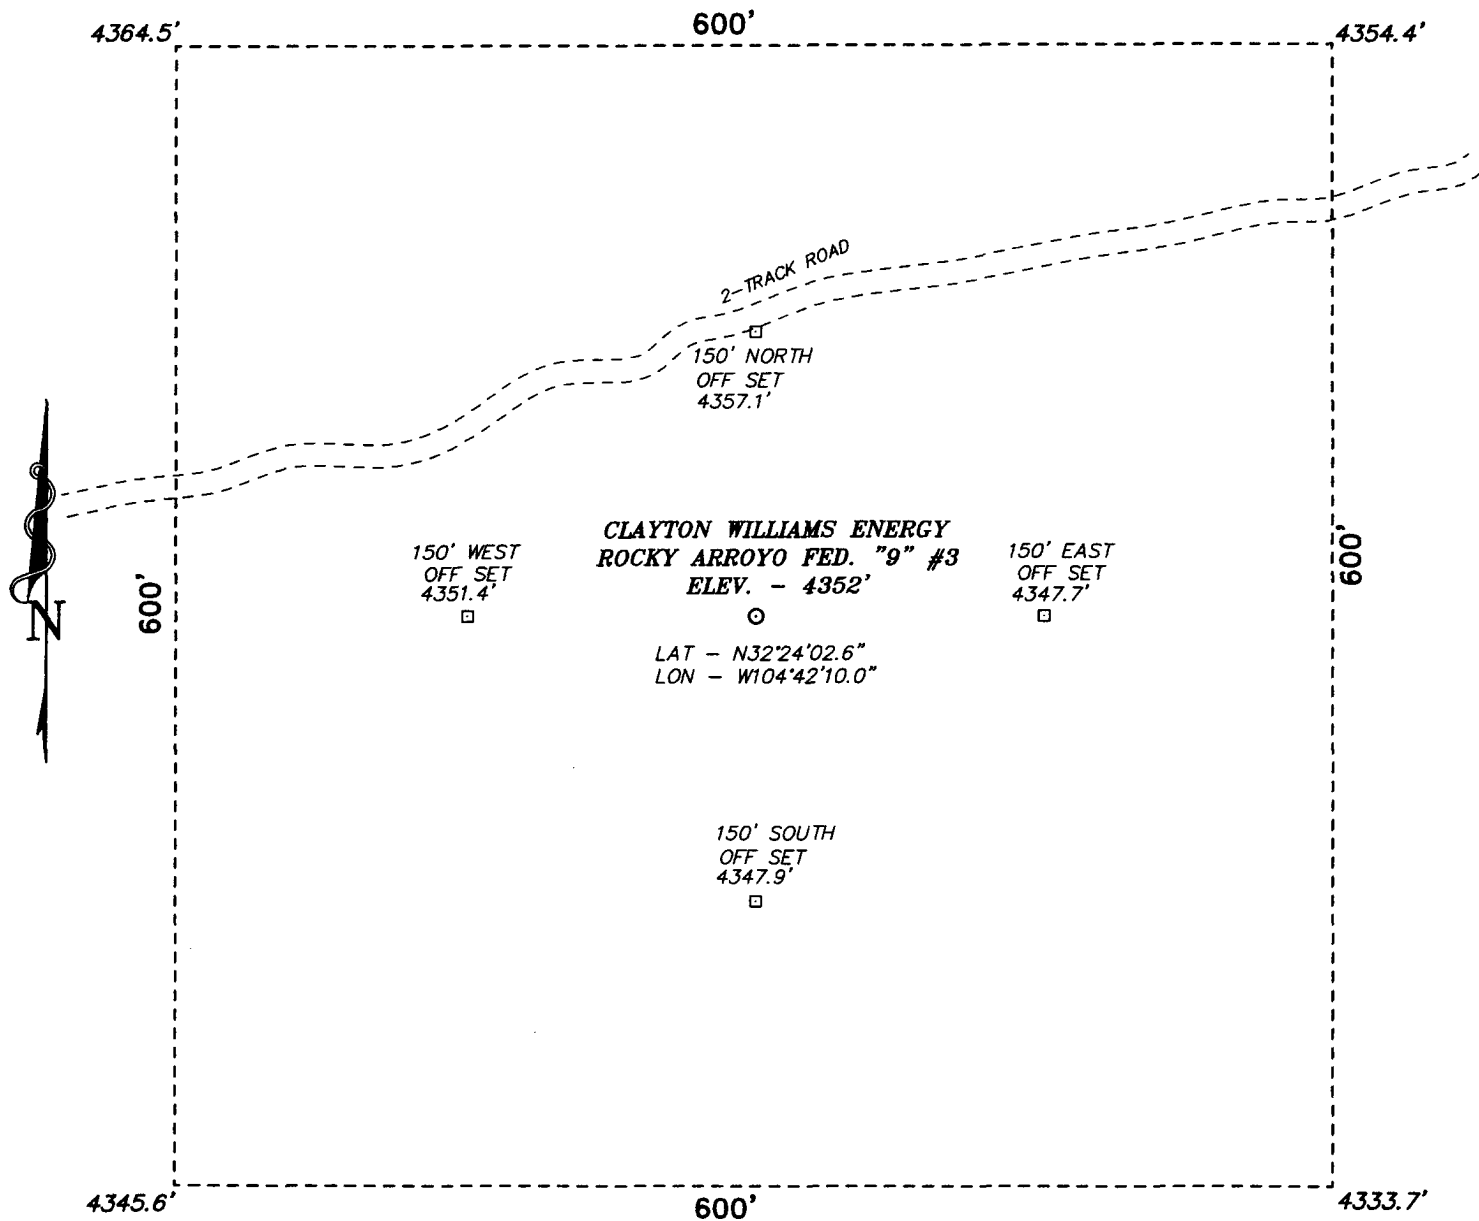 4364.5'
600'
4354.4'
2-TRACK ROAD
150' NORTH
OFF SET
4357.1'
CLAYTON WILLIAMS ENERGY
ROCKY ARROYO FED. "9" #3
ELEV. - 4352'
150' WEST
OFF SET
4351.4'
150' EAST
OFF SET
4347.7'
600'
600'
N
LAT - N32°24'02.6"
LON - W104°42'10.0"
150' SOUTH
OFF SET
4347.9'
4345.6'
600'
4333.7'